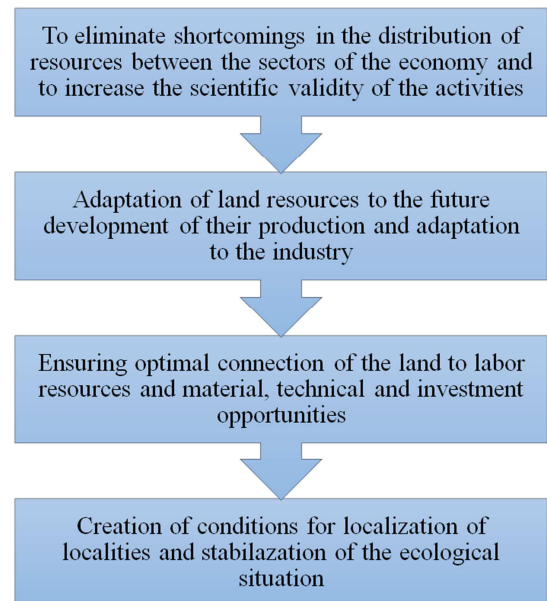 To eliminate shortcomings in the distribution of
resources between the sectors of the economy and
to increase the scientific validity of the activities
Adaptation of land resources to the future
development of their production and adaptation
to the industry
Ensuring optimal connection of the land to labor
resources and material, technical and investment
opportunities
Creation of conditions for localization of
localities and stabilazation of the ecological
situation